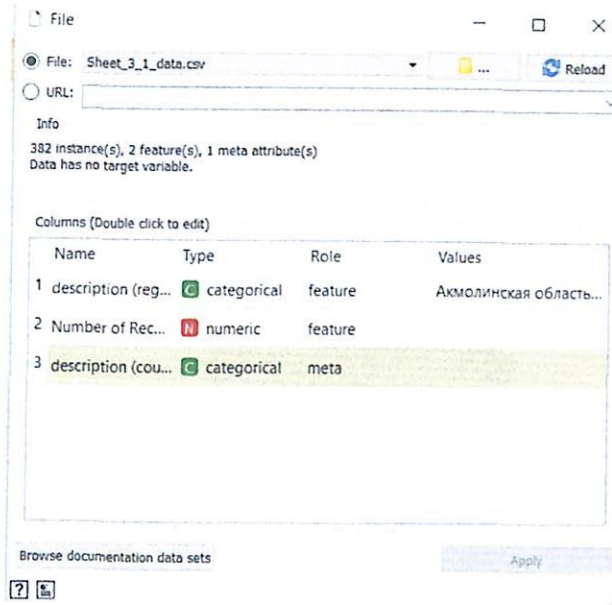 File
File: Sheet_3_1_data.csv ... Reload
URL:
Info
382 instance(s), 2 feature(s), 1 meta attribute(s)
Data has no target variable.
Columns (Double click to edit)
Name Type Role Values
1 description (reg... C categorical feature Акмолинская область...
2 Number of Rec... N numeric feature
3 description (cou... C categorical meta
Browse documentation data sets Apply
?